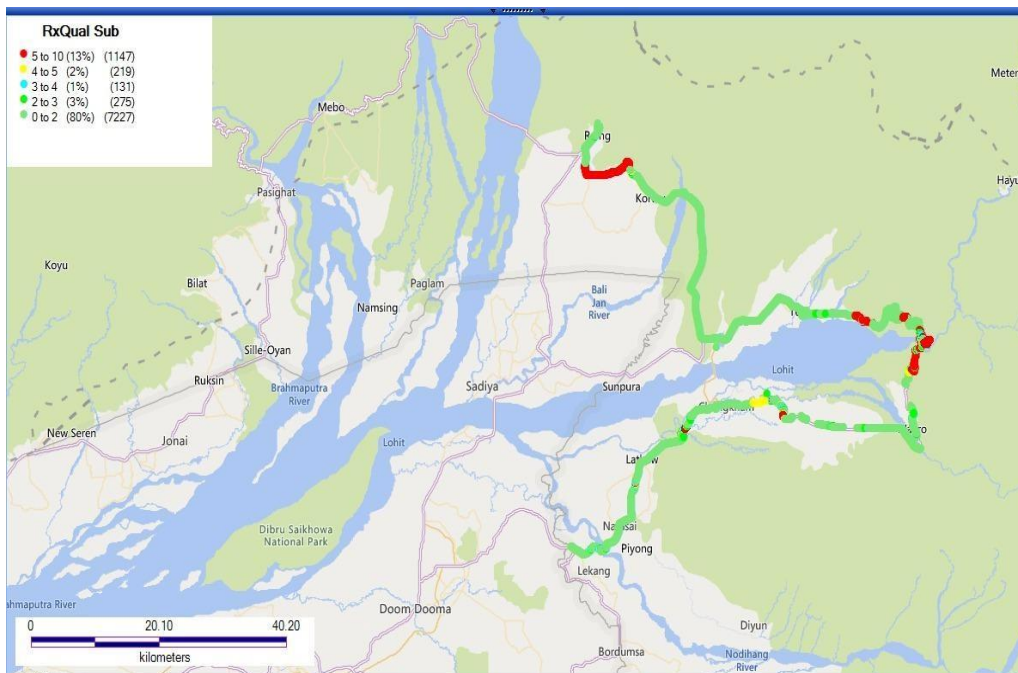 RxQual Sub
5 to 10 (13%) (1147)
4 to 5 (2%) (219)
3 to 4 (1%) (131)
2 to 3 (3%) (275)
0 to 2 (80%) (7227)
Meter
Mebo
Pasighat
Hayu
Koyu
Bilat
Paglam
Namsing
Bali
Jan
River
Sille-Oyan
Ruksin
Brahmaputra
River
Sadiya
Sunpura
Lohit
New Seren
Jonai
Lohit
Dibru Saikhowa
National Park
Piyong
Lekang
ahmaputra River
Doom Dooma
0 20.10 40.20
kilometers
Diyun
Bordumsa
Nodihang
River